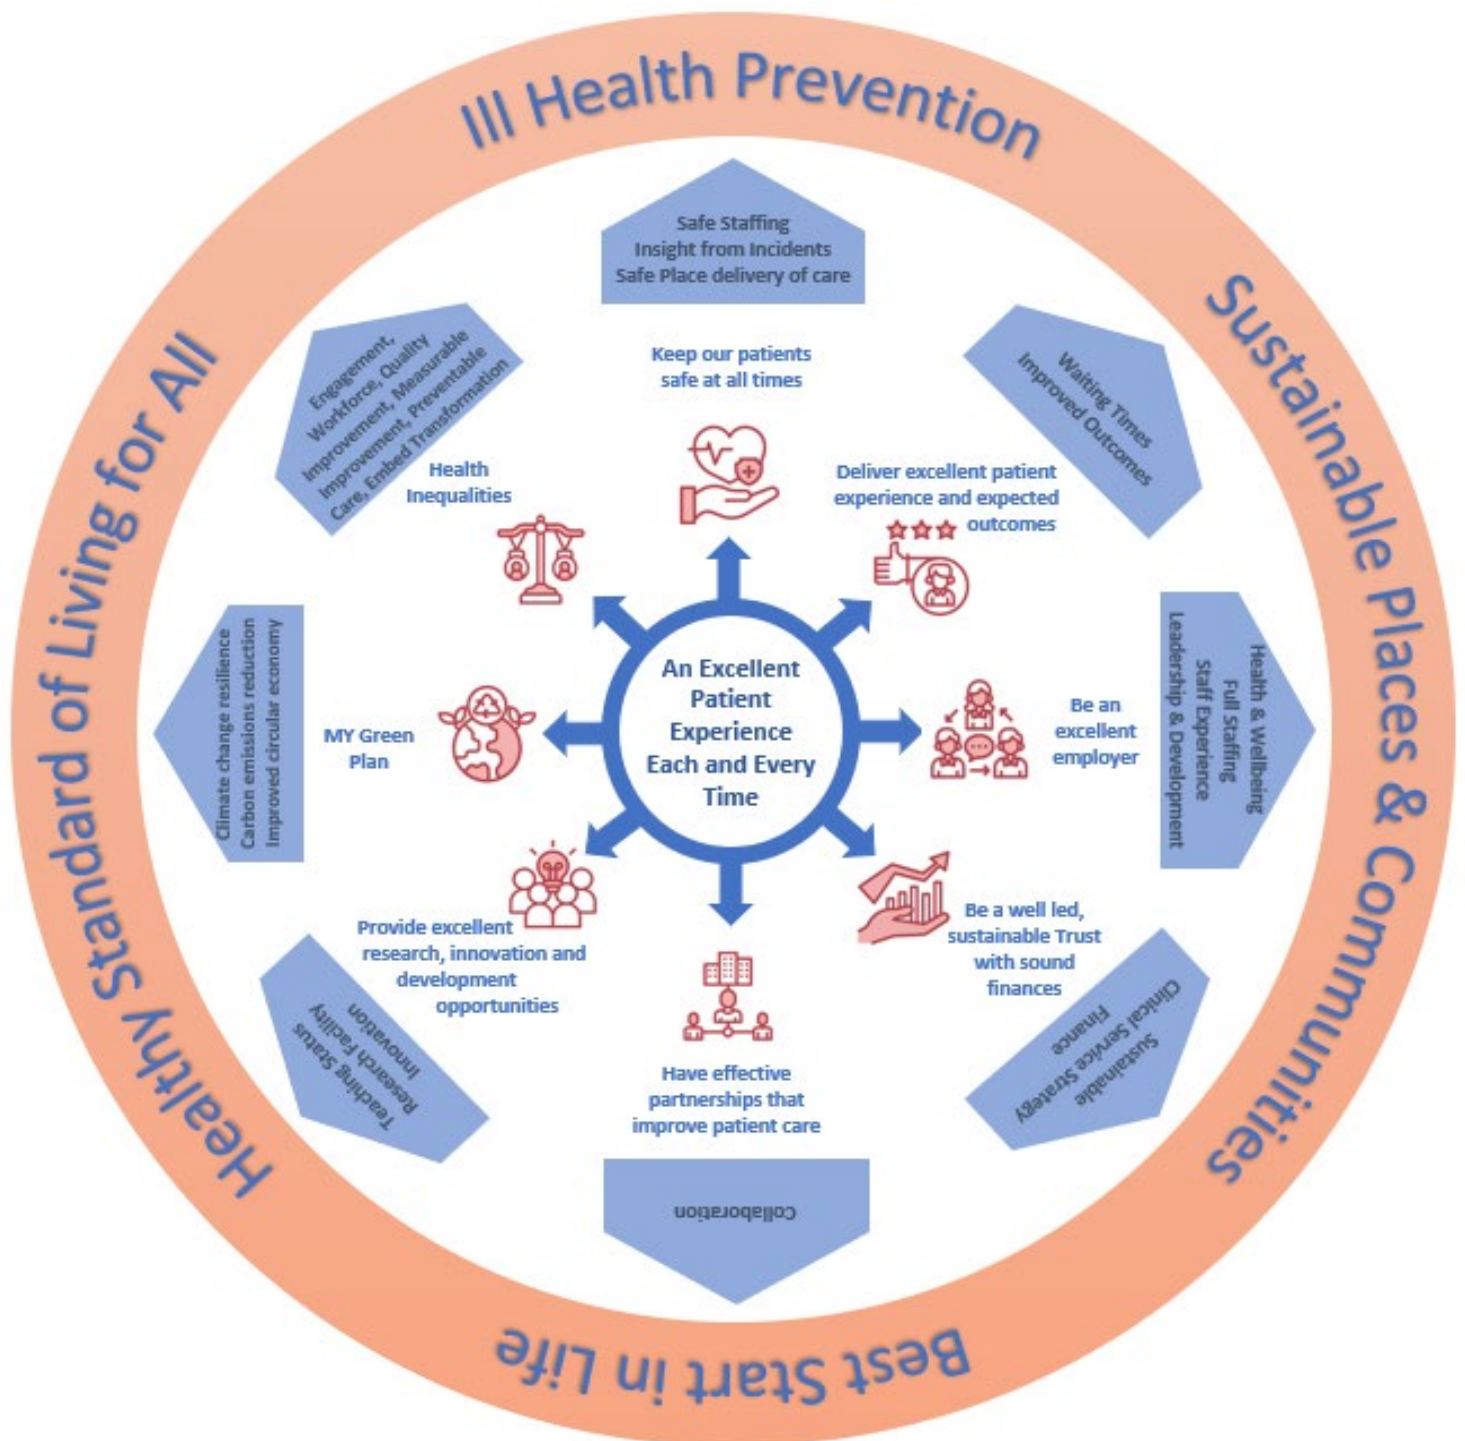 Ill Health Prevention
Sustainable Places & Communities
Best Start in Life
Healthy Standard of Living for All
Safe Staffing
Insight from Incidents
Safe Place delivery of care
Keep our patients
safe at all times
Waiting Times
Improved Outcomes
Deliver excellent patient
experience and expected
outcomes
Health & Wellbeing
Full Staffing
Staff Experience
Leadership & Development
Be an
excellent
employer
Sustainable
Clinical Service Strategy
Finance
Be a well led,
sustainable Trust
with sound
finances
Collaboration
Have effective
partnerships that
improve patient care
Teaching Status
Research Facility
Innovation
Provide excellent
research, innovation and
development
opportunities
Climate change resilience
Carbon emissions reduction
Improved circular economy
MY Green
Plan
Engagement,
Workforce, Quality
Improvement, Measurable
Improvement, Preventable
Care, Embed Transformation
Health
Inequalities
An Excellent
Patient
Experience
Each and Every
Time